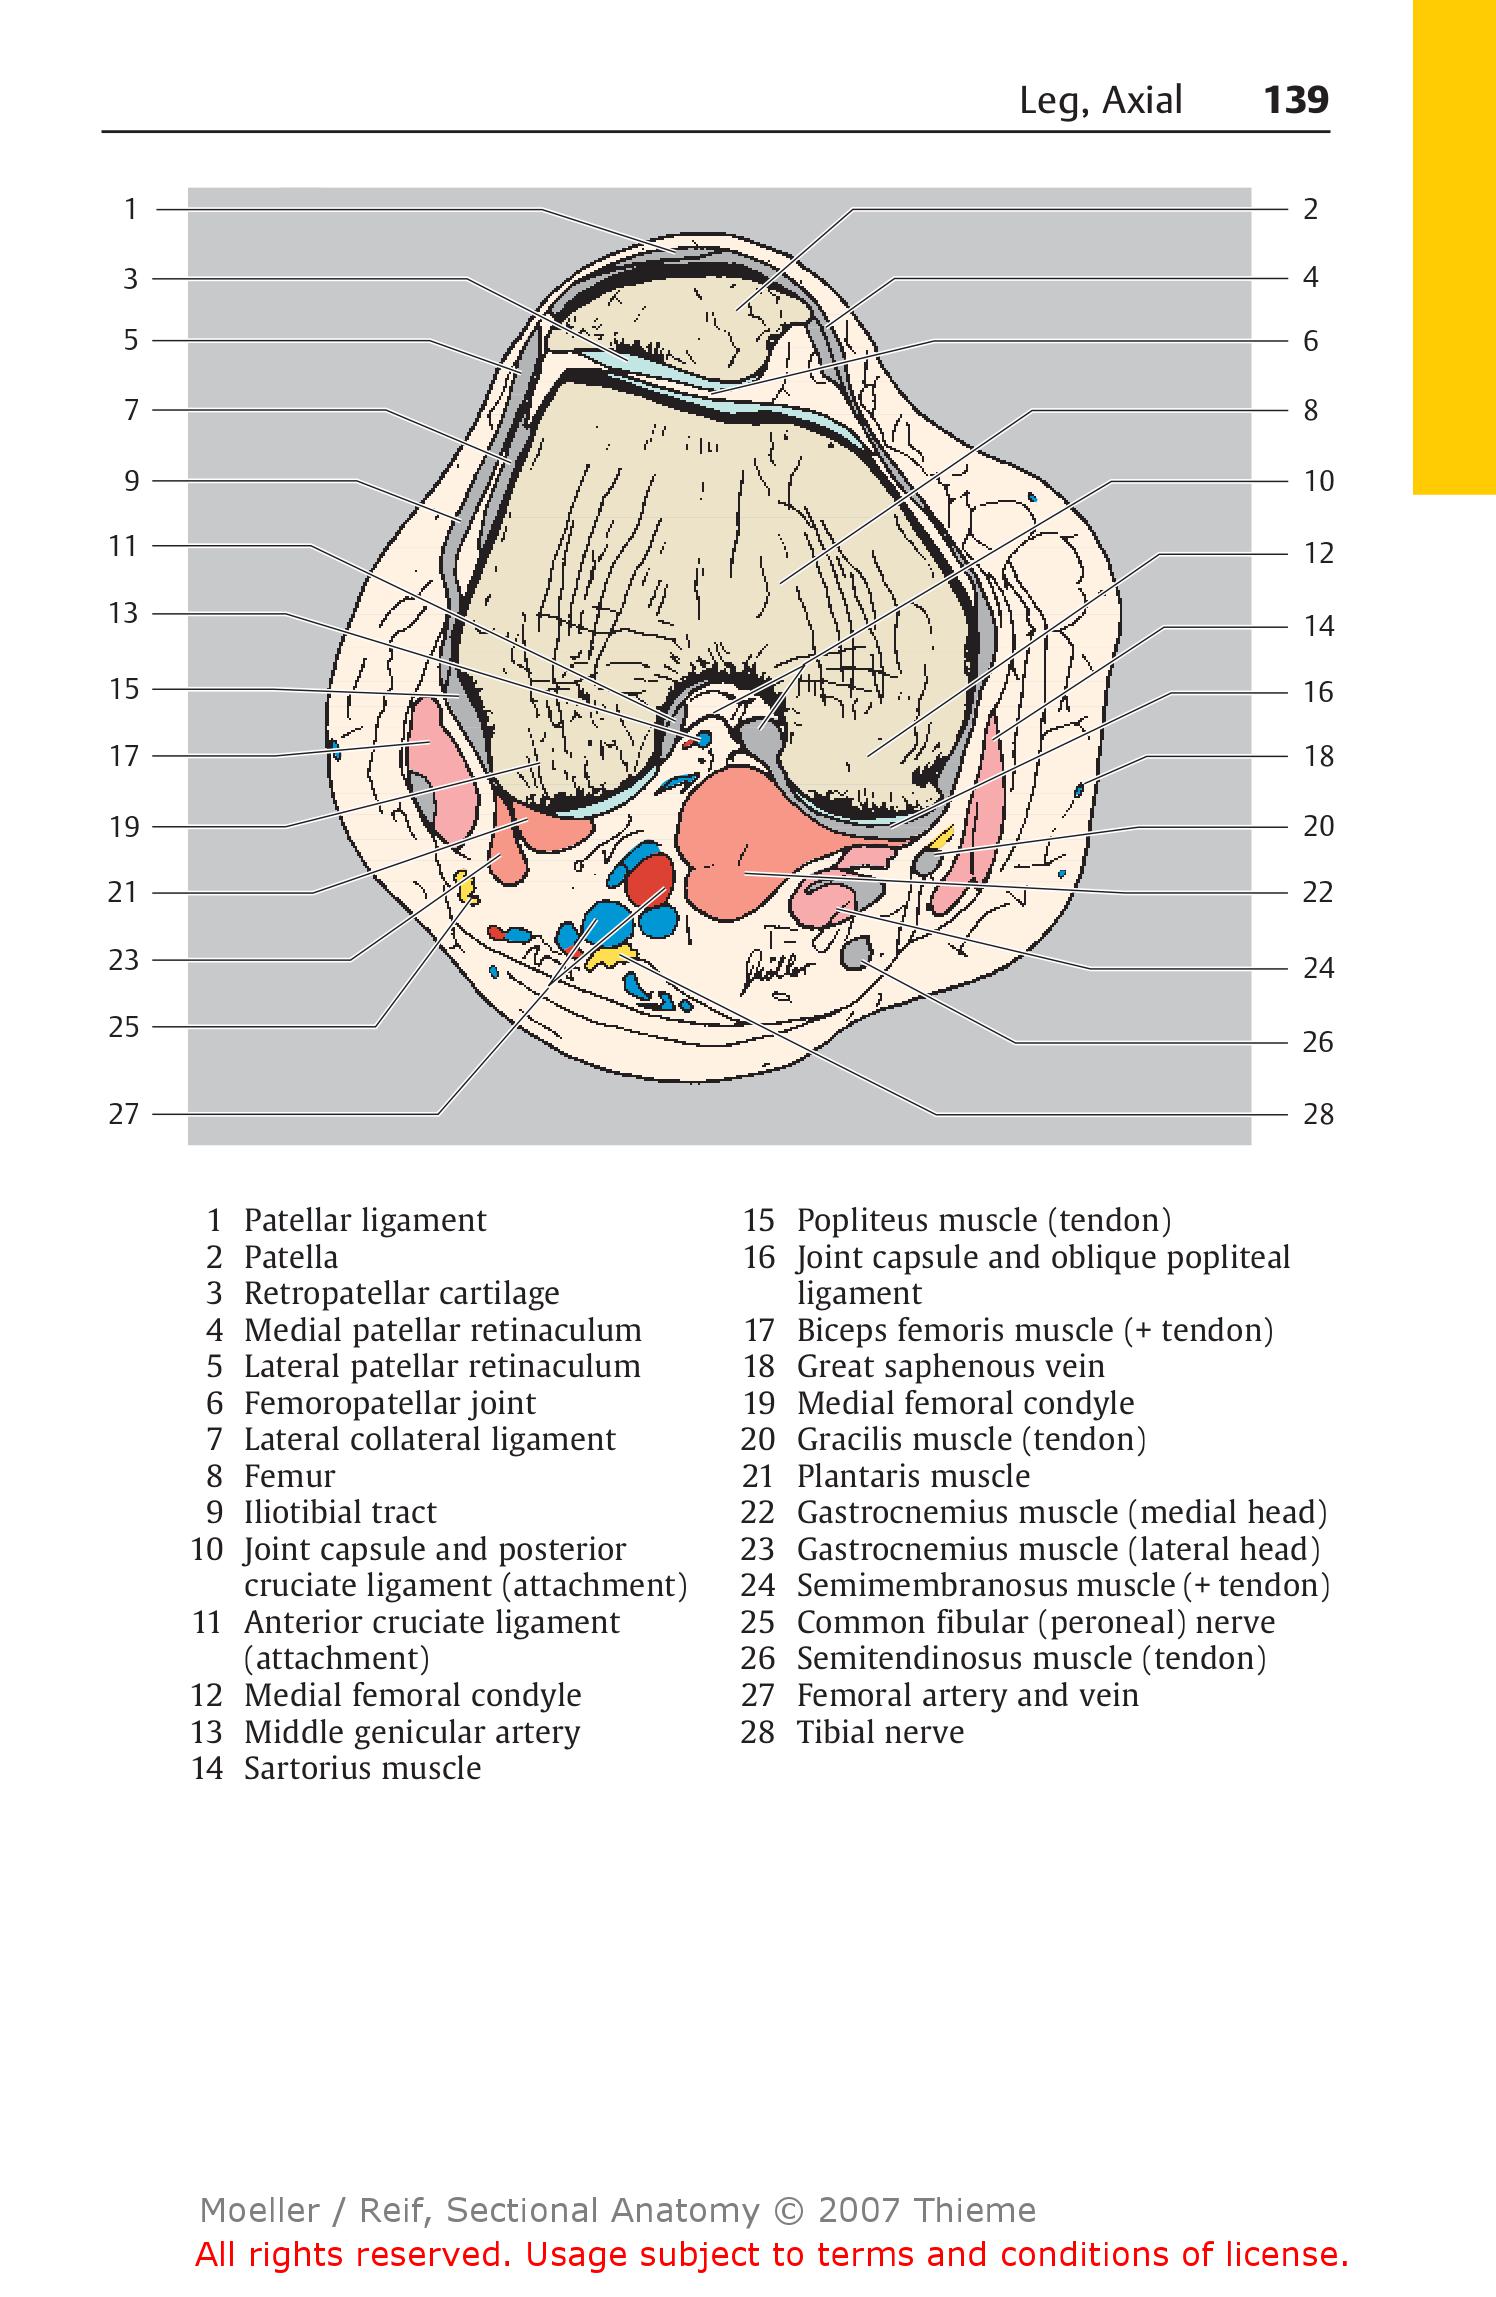 Leg, Axial 139
1 2
3 4
5 6
7 8
9 10
11 12
13 14
15 16
17 18
19 20
21 22
23 24
25 26
27 28
1 Patellar ligament
2 Patella
3 Retropatellar cartilage
4 Medial patellar retinaculum
5 Lateral patellar retinaculum
6 Femoropatellar joint
7 Lateral collateral ligament
8 Femur
9 Iliotibial tract
10 Joint capsule and posterior
cruciate ligament (attachment)
11 Anterior cruciate ligament
(attachment)
12 Medial femoral condyle
13 Middle genicular artery
14 Sartorius muscle
15 Popliteus muscle (tendon)
16 Joint capsule and oblique popliteal
ligament
17 Biceps femoris muscle (+ tendon)
18 Great saphenous vein
19 Medial femoral condyle
20 Gracilis muscle (tendon)
21 Plantaris muscle
22 Gastrocnemius muscle (medial head)
23 Gastrocnemius muscle (lateral head)
24 Semimembranosus muscle (+ tendon)
25 Common fibular (peroneal) nerve
26 Semitendinosus muscle (tendon)
27 Femoral artery and vein
28 Tibial nerve
Moeller / Reif, Sectional Anatomy © 2007 Thieme
All rights reserved. Usage subject to terms and conditions of license.